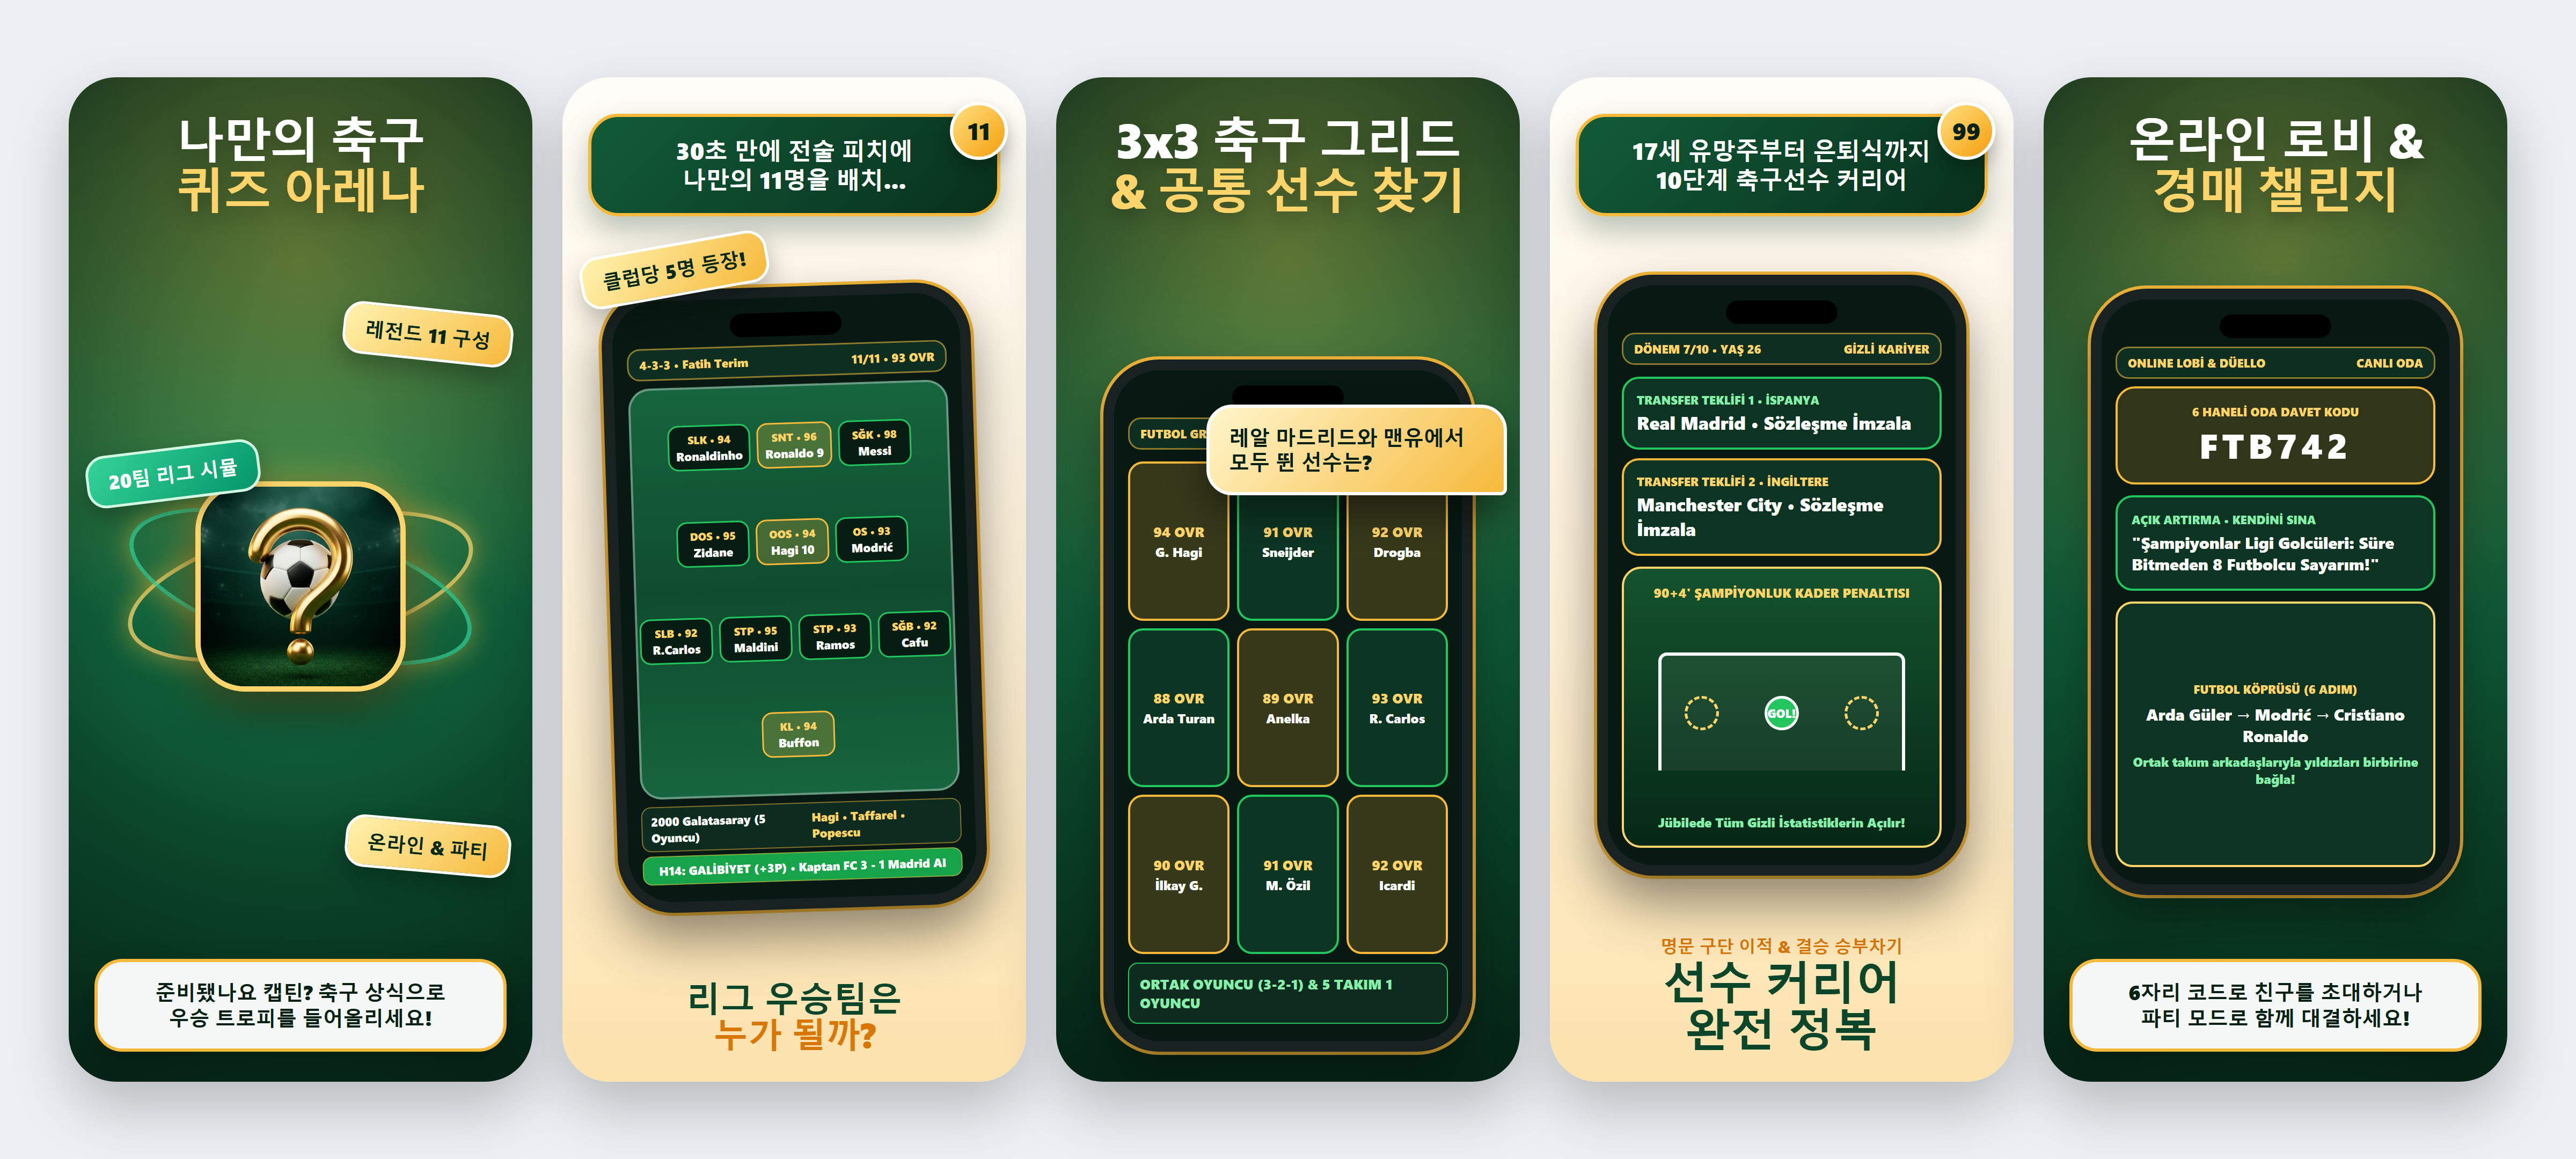 나만의 축구
퀴즈 아레나
레전드 11 구성
20팀 리그 시뮬
온라인 & 파티
준비됐나요 캡틴? 축구 상식으로
우승 트로피를 들어올리세요!
30초 만에 전술 피치에
나만의 11명을 배치...
11
클럽당 5명 등장!
4-3-3 • Fatih Terim
11/11 • 93 OVR
SLK • 94
Ronaldinho
SNT • 96
Ronaldo 9
SĞK • 98
Messi
DOS • 95
Zidane
OOS • 94
Hagi 10
OS • 93
Modrić
SLB • 92
R.Carlos
STP • 95
Maldini
STP • 93
Ramos
SĞB • 92
Cafu
KL • 94
Buffon
2000 Galatasaray (5
Oyuncu)
Hagi • Taffarel •
Popescu
H14: GALİBİYET (+3P) • Kaptan FC 3 - 1 Madrid AI
리그 우승팀은
누가 될까?
3x3 축구 그리드
& 공통 선수 찾기
FUTBOL GR
레알 마드리드와 맨유에서
모두 뛴 선수는?
94 OVR
G. Hagi
91 OVR
Sneijder
92 OVR
Drogba
88 OVR
Arda Turan
89 OVR
Anelka
93 OVR
R. Carlos
90 OVR
İlkay G.
91 OVR
M. Özil
92 OVR
Icardi
ORTAK OYUNCU (3-2-1) & 5 TAKIM 1
OYUNCU
17세 유망주부터 은퇴식까지
10단계 축구선수 커리어
99
DÖNEM 7/10 • YAŞ 26
GİZLİ KARİYER
TRANSFER TEKLİFİ 1 • İSPANYA
Real Madrid • Sözleşme İmzala
TRANSFER TEKLİFİ 2 • İNGİLTERE
Manchester City • Sözleşme
İmzala
90+4' ŞAMPİYONLUK KADER PENALTISI
GOL!
Jübilede Tüm Gizli İstatistiklerin Açılır!
명문 구단 이적 & 결승 승부차기
선수 커리어
완전 정복
온라인 로비 &
경매 챌린지
ONLINE LOBİ & DÜELLO
CANLI ODA
6 HANELİ ODA DAVET KODU
FTB742
AÇIK ARTIRMA • KENDİNİ SINA
"Şampiyonlar Ligi Golcüleri: Süre
Bitmeden 8 Futbolcu Sayarım!"
FUTBOL KÖPRÜSÜ (6 ADIM)
Arda Güler → Modrić → Cristiano
Ronaldo
Ortak takım arkadaşlarıyla yıldızları birbirine
bağla!
6자리 코드로 친구를 초대하거나
파티 모드로 함께 대결하세요!